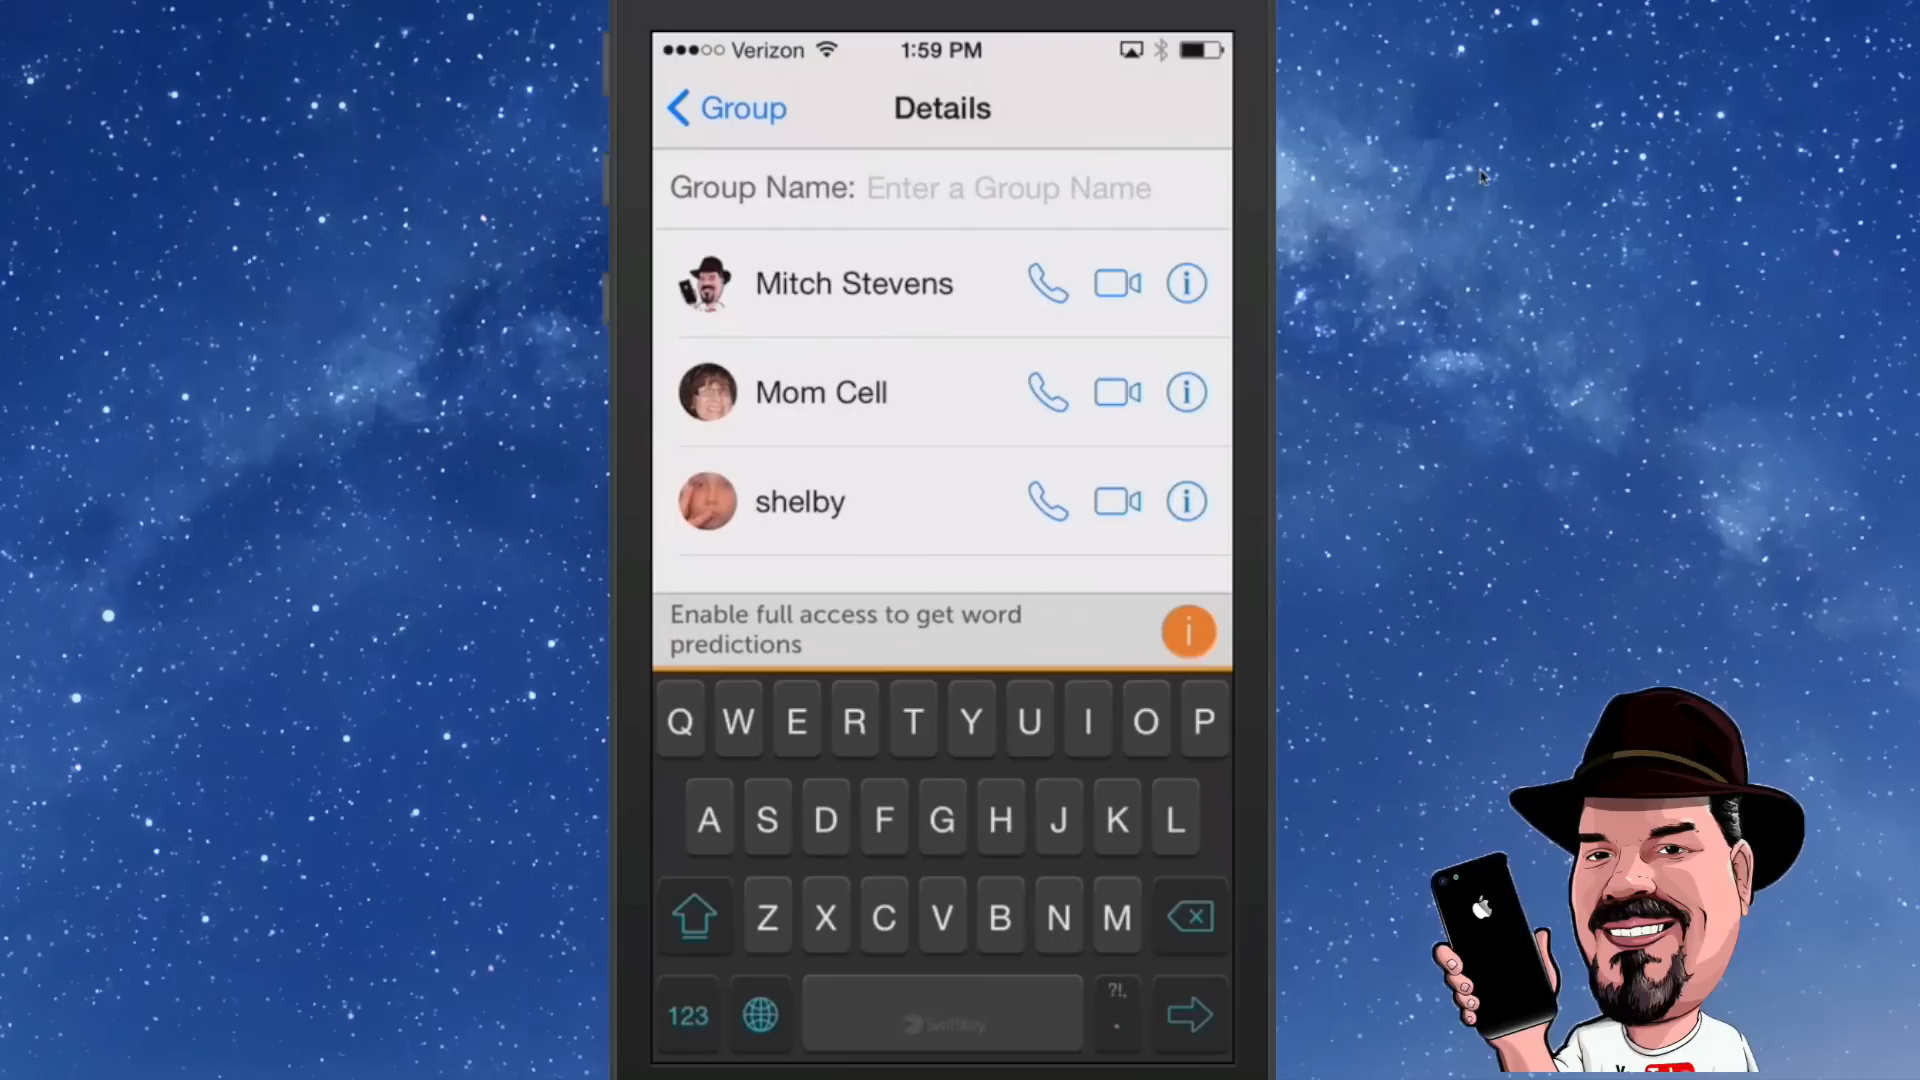 Verizon 1:59 PM
Group Details
Group Name: Enter a Group Name
Mitch Stevens
Mom Cell
shelby
Enable full access to get word
predictions
Q W E R T Y U I O P
A S D F G H J K L
Z X C V B N M
123 SwiftKey ?!, .